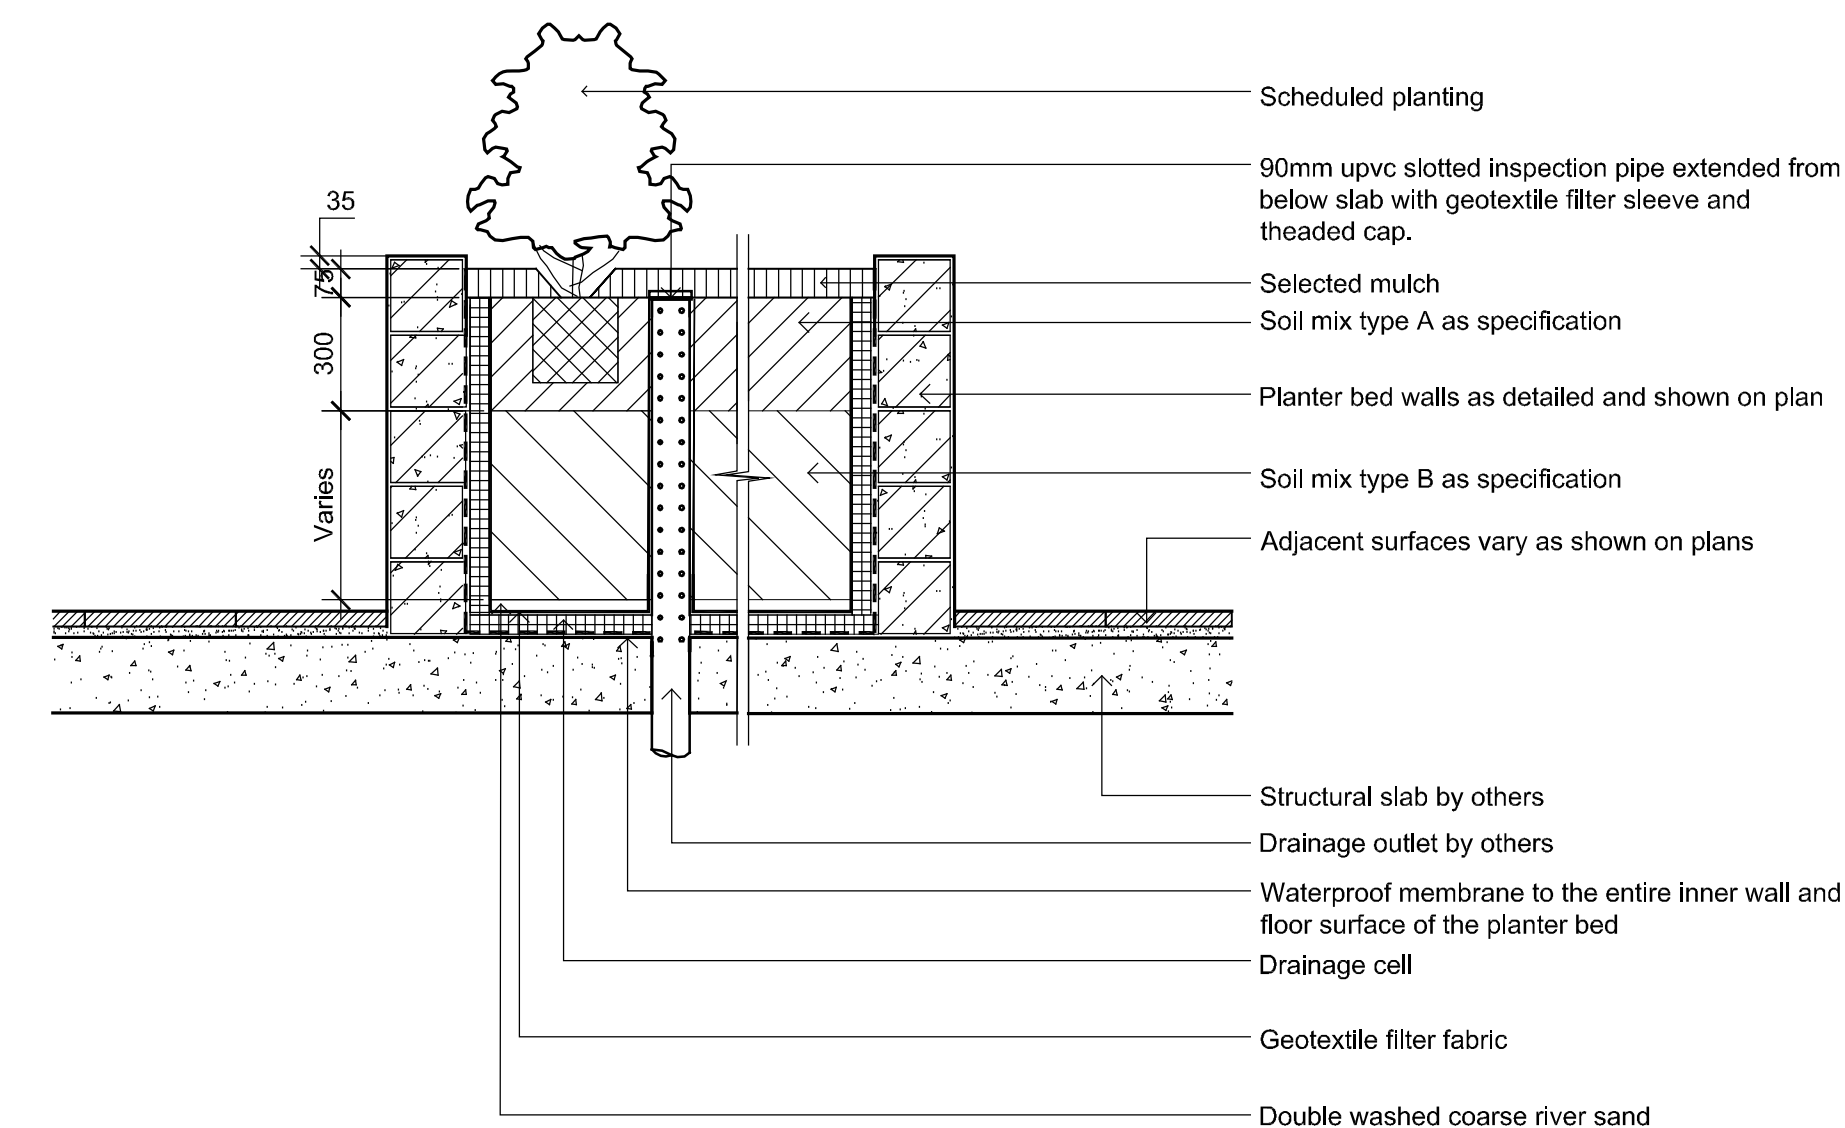 Scheduled planting
90mm upvc slotted inspection pipe extended from
below slab with geotextile filter sleeve and
theaded cap.
35
75
300
Varies
Selected mulch
Soil mix type A as specification
Planter bed walls as detailed and shown on plan
Soil mix type B as specification
Adjacent surfaces vary as shown on plans
Structural slab by others
Drainage outlet by others
Waterproof membrane to the entire inner wall and
floor surface of the planter bed
Drainage cell
Geotextile filter fabric
Double washed coarse river sand